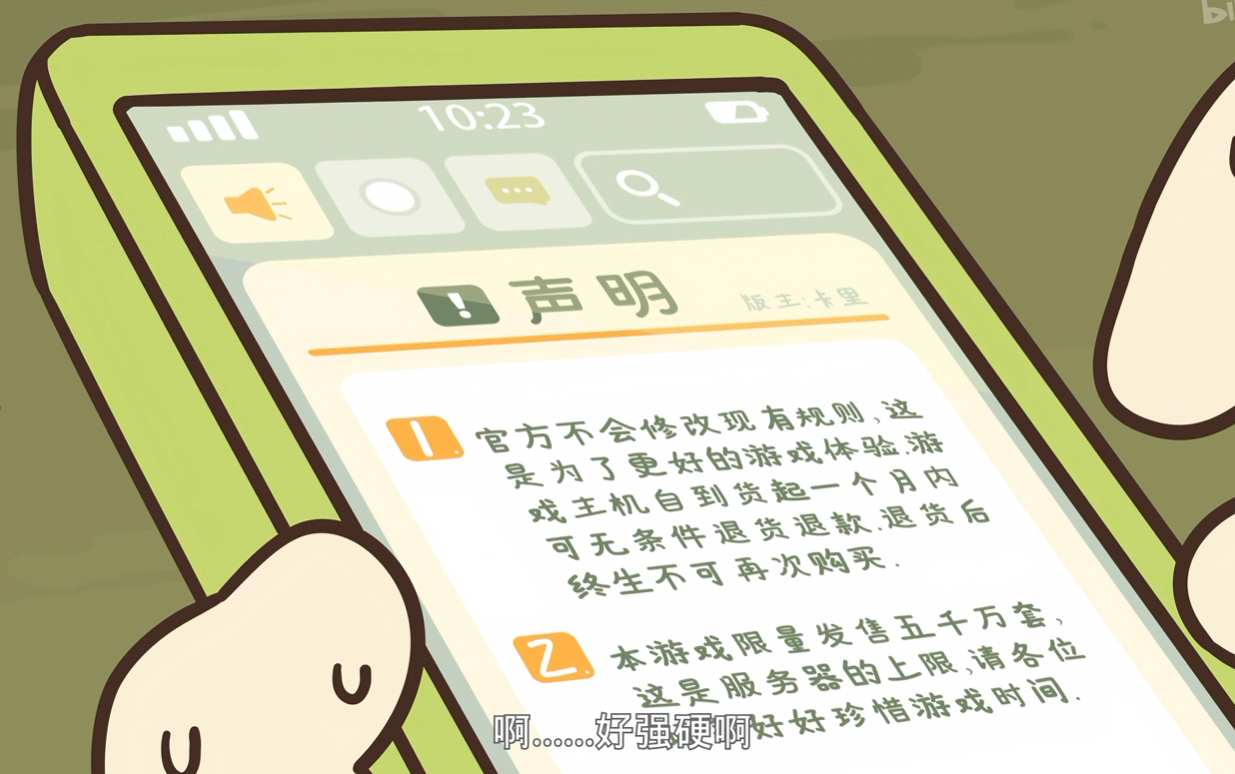 10:23
声明
版主:卡里
1
官方不会修改现有规则,这
是为了更好的游戏体验.游
戏主机自到货起一个月内
可无条件退货退款.退货后
终生不可再次购买.
2
本游戏限量发售五千万套,
这是服务器的上限,请各位
好好珍惜游戏时间.
啊……好强硬啊